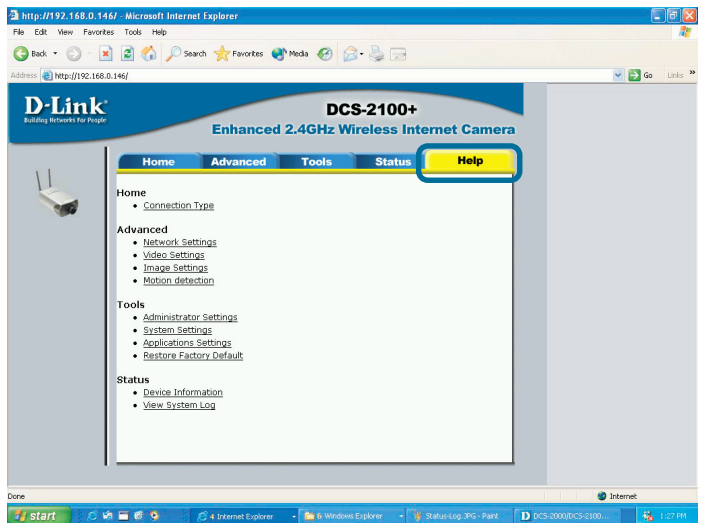 http://192.168.0.146/ - Microsoft Internet Explorer
File Edit View Favorites Tools Help
Back Search Favorites Media
Address http://192.168.0.146/ Go Links »
D-Link
Building Networks for People
DCS-2100+
Enhanced 2.4GHz Wireless Internet Camera
Home Advanced Tools Status Help
Home
• Connection Type
Advanced
• Network Settings
• Video Settings
• Image Settings
• Motion detection
Tools
• Administrator Settings
• System Settings
• Applications Settings
• Restore Factory Default
Status
• Device Information
• View System Log
Done Internet
start 4 Internet Explorer 6 Windows Explorer Status-Log.JPG - Paint DCS-2000/DCS-2100... 1:27 PM